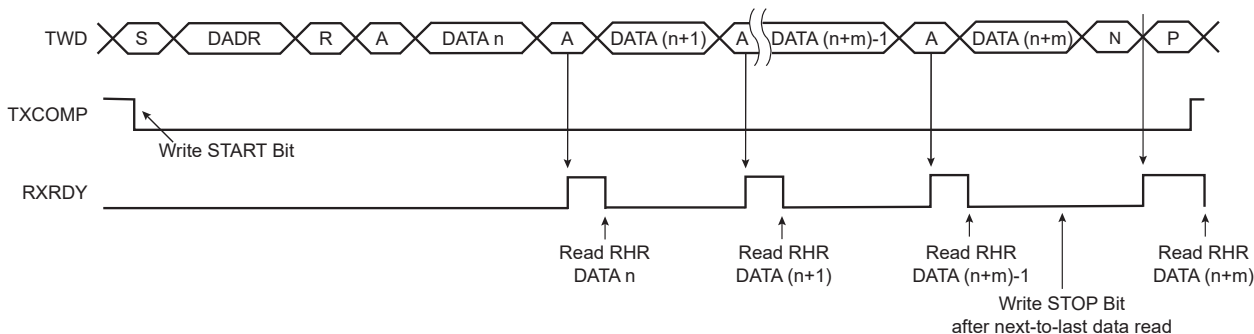 TWD S DADR R A DATA n A DATA (n+1) A DATA (n+m)-1 A DATA (n+m) N P
TXCOMP
Write START Bit
RXRDY
Read RHR
DATA n
Read RHR
DATA (n+1)
Read RHR
DATA (n+m)-1
Read RHR
DATA (n+m)
Write STOP Bit
after next-to-last data read